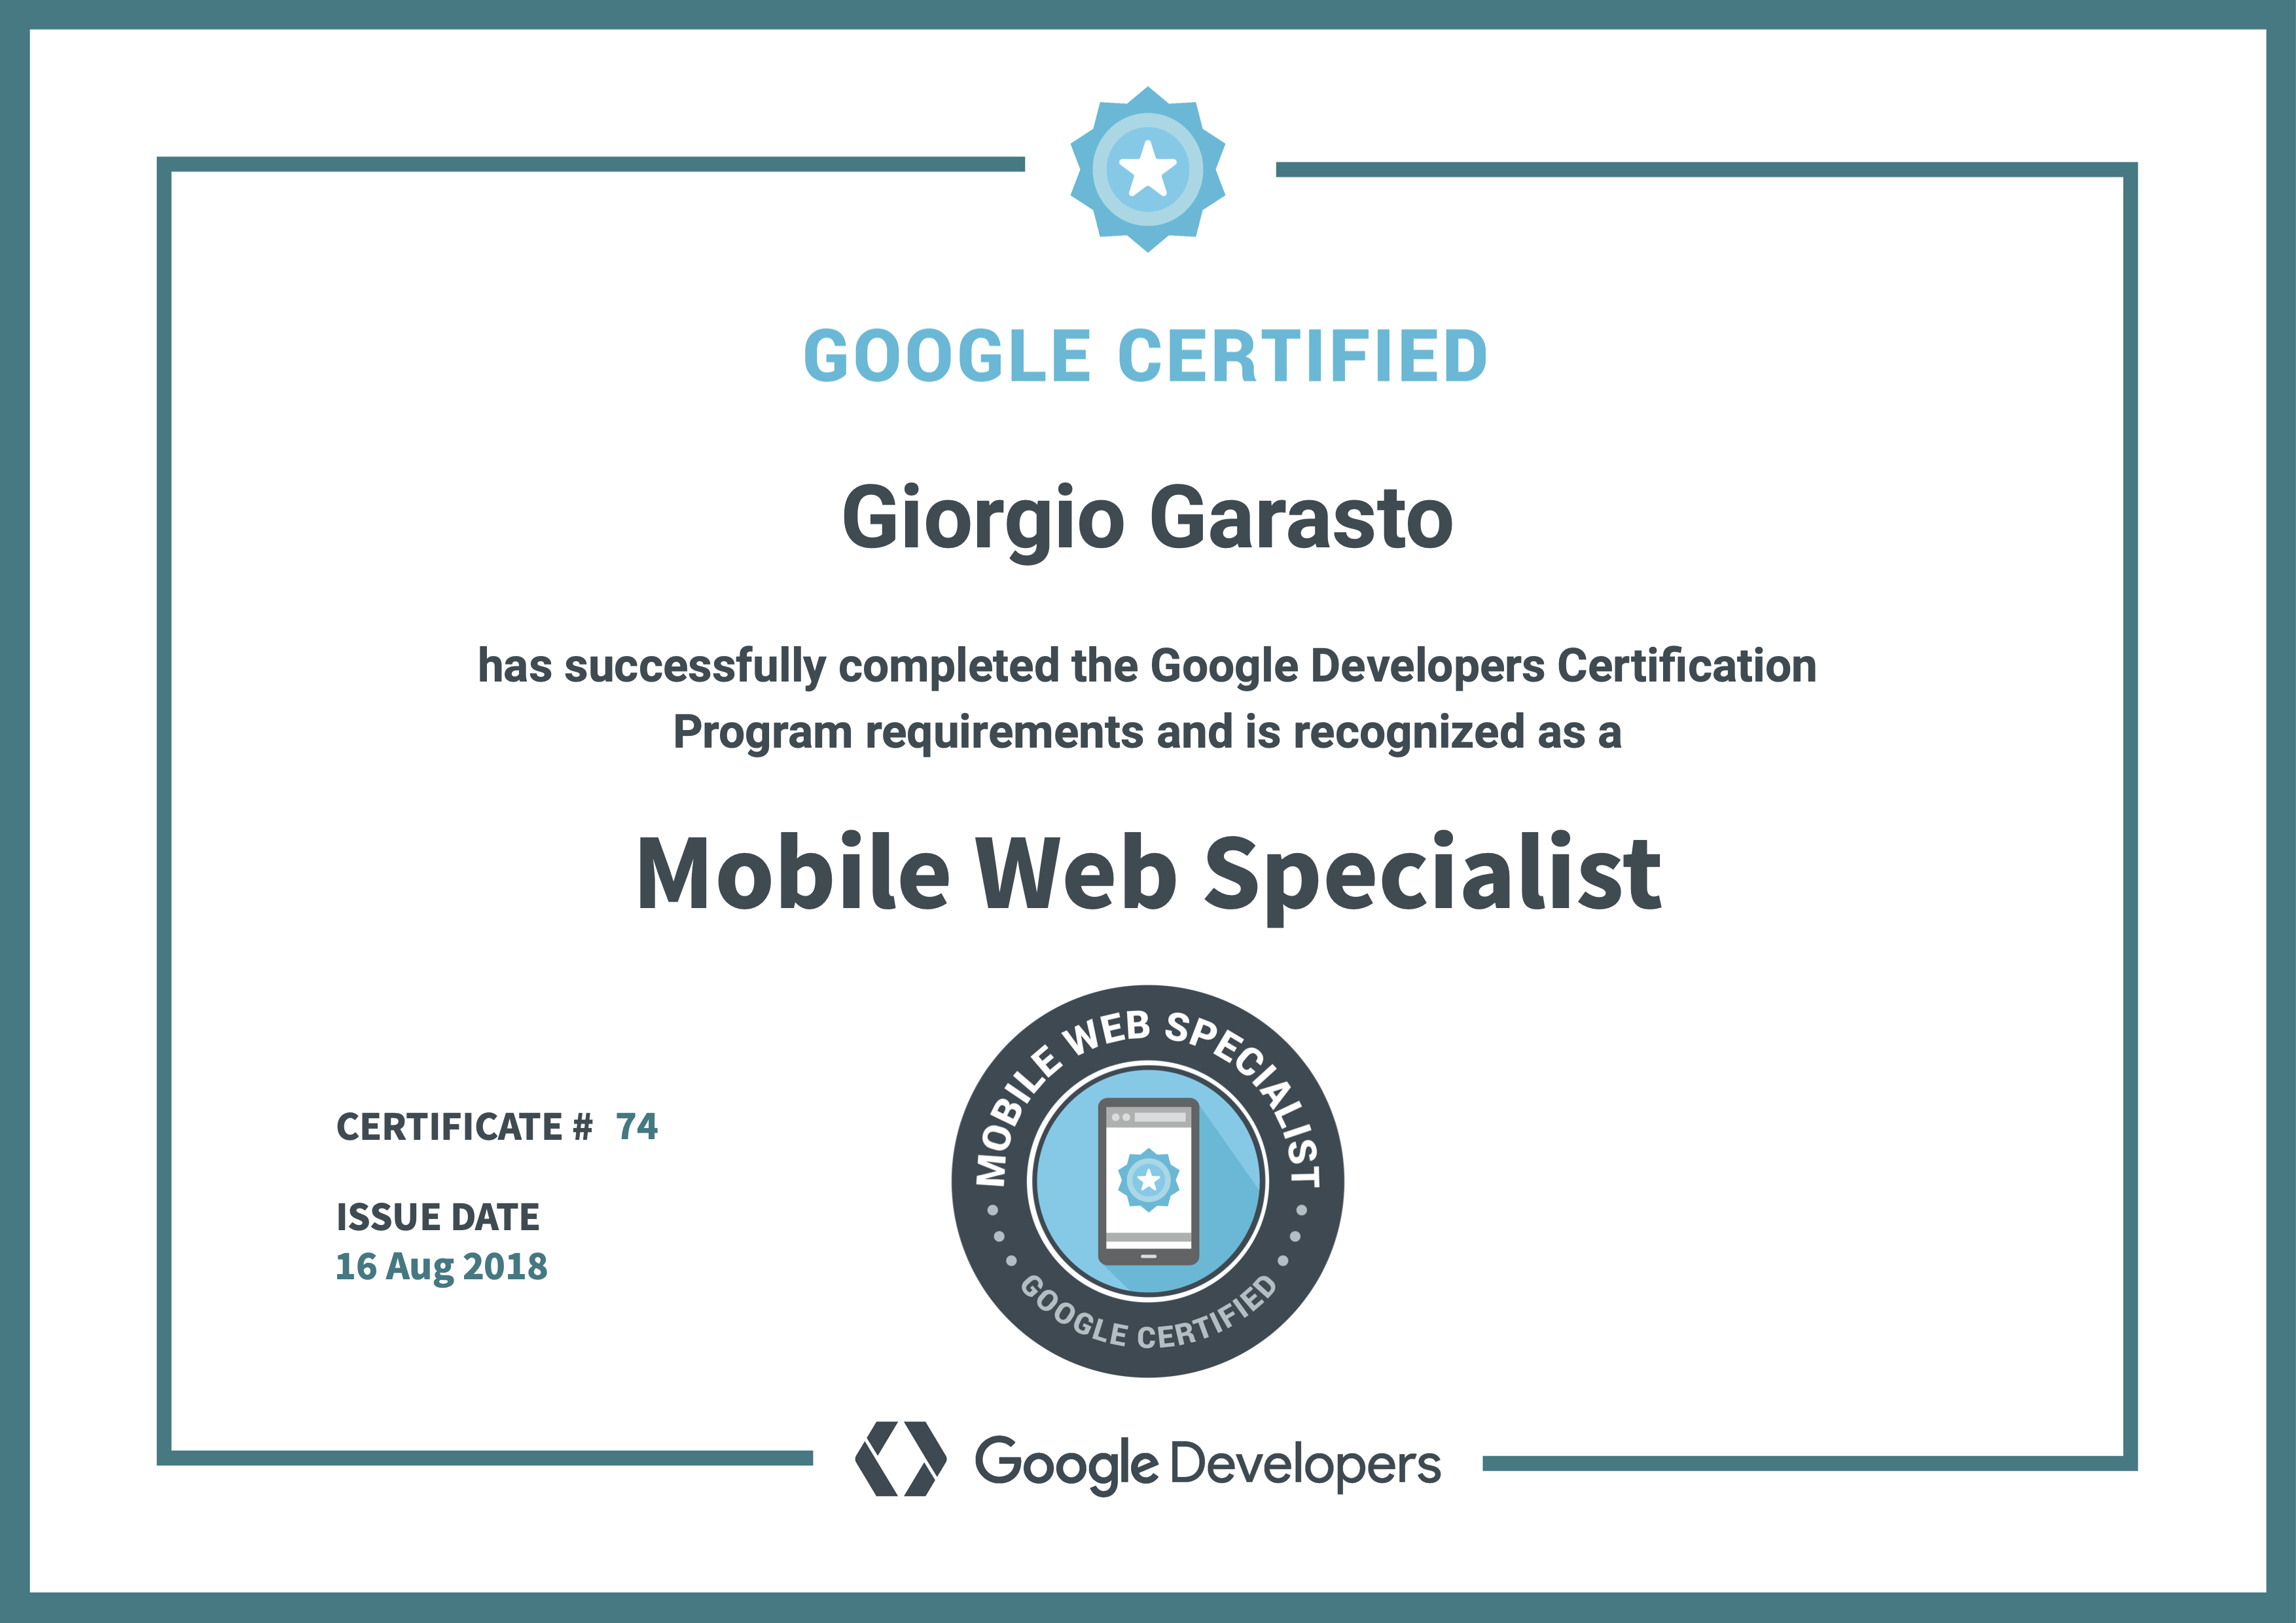 GOOGLE CERTIFIED
Giorgio Garasto
has successfully completed the Google Developers Certification
Program requirements and is recognized as a
Mobile Web Specialist
MOBILE WEB SPECIALIST
GOOGLE CERTIFIED
CERTIFICATE # 74
ISSUE DATE
16 Aug 2018
Google Developers